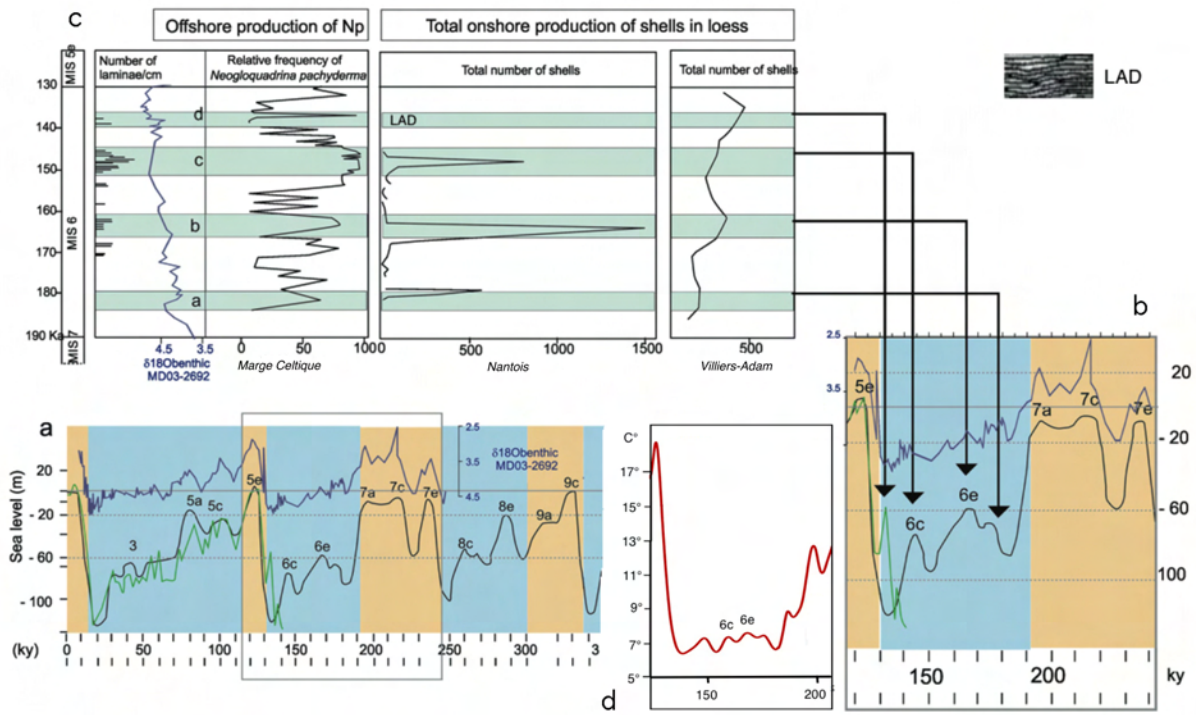 c
Offshore production of Np
Total onshore production of shells in loess
MIS 5e
Number of
laminae/cm
Relative frequency of
Neogloquadrina pachyderma
Total number of shells
Total number of shells
LAD
130
140
150
160
170
180
190 Ka
MIS 6
MIS 7
d
c
b
a
LAD
4.5
3.5
δ18Obenthic
MD03-2692
0
50
1000
Marge Celtique
500
1000
1500
Nantois
500
Villiers-Adam
b
2.5
3.5
5e
7a
7c
7e
6e
6c
20
- 20
- 60
100
150
200
ky
a
Sea level (m)
20
- 20
- 60
- 100
3
5a
5c
5e
6c
6e
7a
7c
7e
8c
8e
9a
9c
2.5
3.5
4.5
δ18Obenthic
MD03-2692
(ky)
0
50
100
150
200
250
300
3
C°
17°
15°
13°
11°
9°
7°
5°
6c
6e
150
200
d